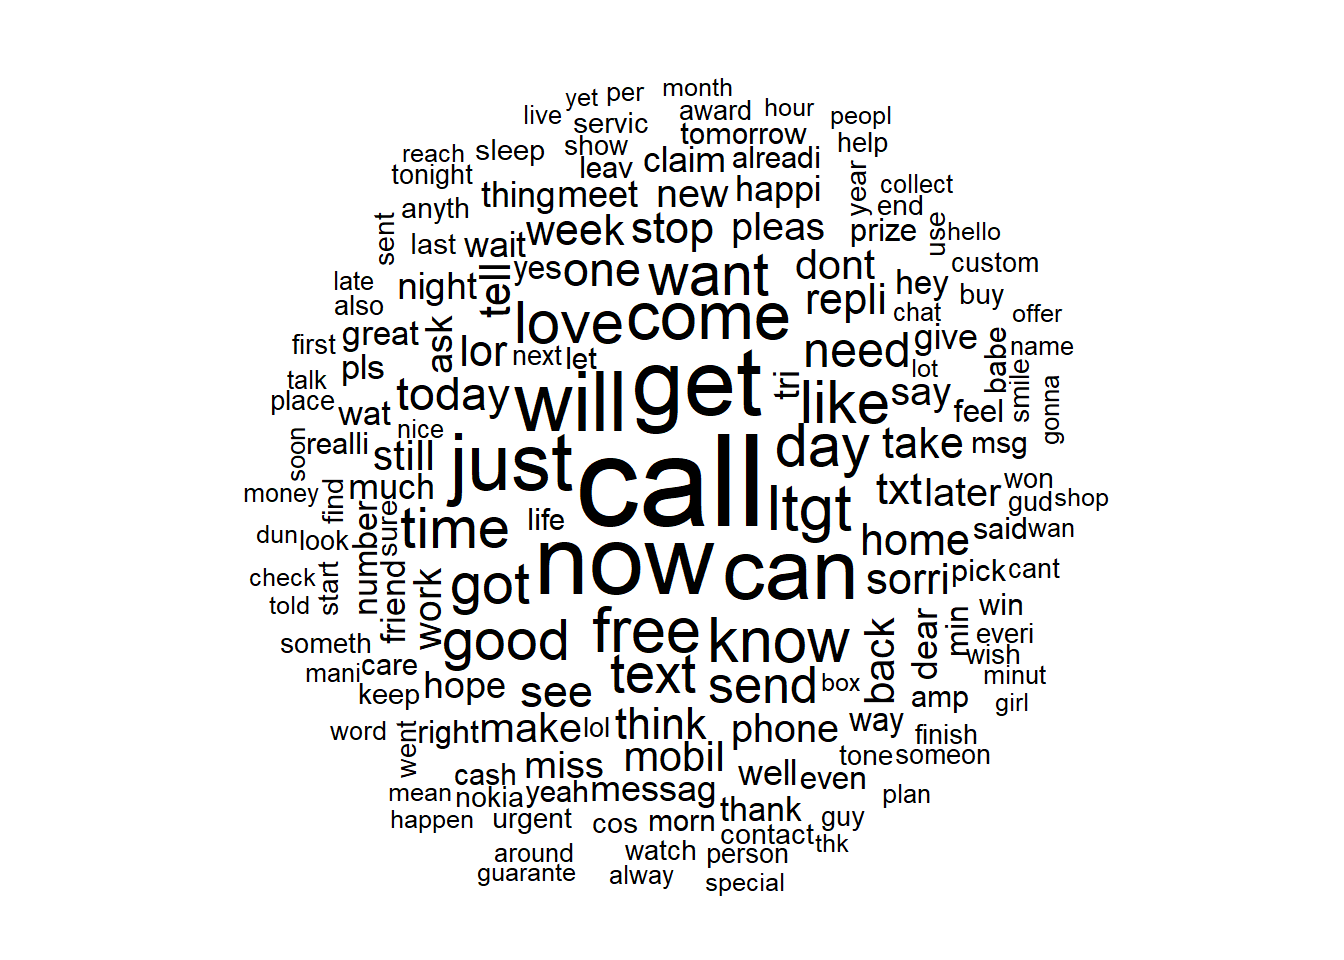 month
yet per
live award hour
servic peopl
tomorrow
show help
reach sleep
leav claim alreadi
tonight
thing meet new happi year collect
anyth end
sent week stop pleas prize use hello
last wait
yes one want dont custom
late night tell repli hey buy
also love come chat offer
first great ask lor next let need give babe name
pls get tri lot
talk today will like say smile
place wat feel gonna
nice
soon realli still just call day take msg
money find much ltgt txt later won
gud shop
number sure time life home said wan
dun look now can
check start friend work got sorri pick cant
told
someth good free know back dear min win
everi
wish
mani care text send box minut
keep hope see amp girl
word went right make lol think phone way finish
miss mobil tone someon
cash well even
mean nokia yeah messag plan
happen urgent cos morn thank guy
contact thk
around watch person
guarante alway special